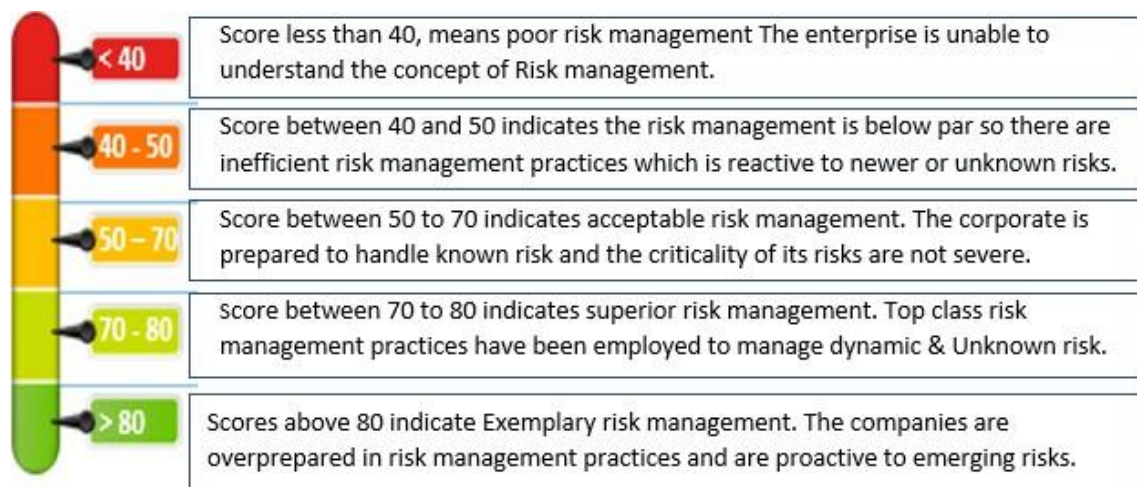 < 40
Score less than 40, means poor risk management The enterprise is unable to
understand the concept of Risk management.
40 - 50
Score between 40 and 50 indicates the risk management is below par so there are
inefficient risk management practices which is reactive to newer or unknown risks.
50 – 70
Score between 50 to 70 indicates acceptable risk management. The corporate is
prepared to handle known risk and the criticality of its risks are not severe.
70 - 80
Score between 70 to 80 indicates superior risk management. Top class risk
management practices have been employed to manage dynamic & Unknown risk.
> 80
Scores above 80 indicate Exemplary risk management. The companies are
overprepared in risk management practices and are proactive to emerging risks.